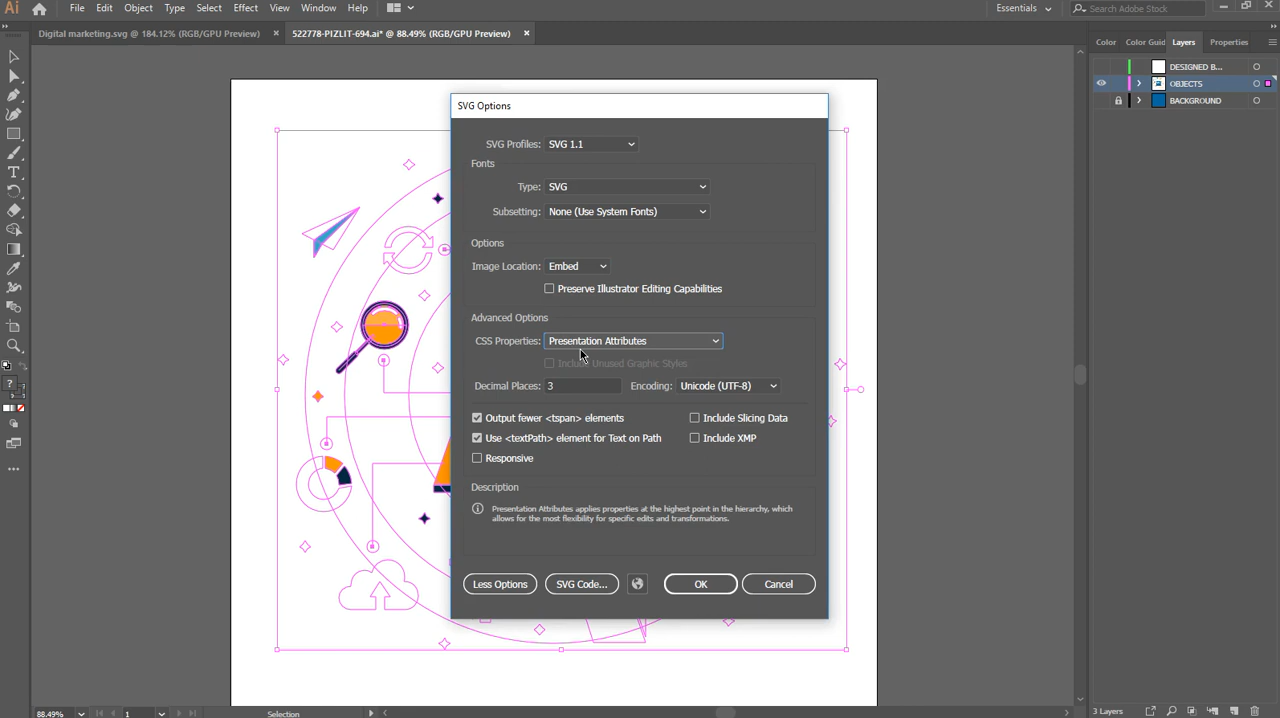 Ai File Edit Object Type Select Effect View Window Help Essentials Search Adobe Stock
Digital marketing.svg @ 184.12% (RGB/GPU Preview) × 522778-PIZLIT-694.ai* @ 88.49% (RGB/GPU Preview) ×
Color Color Guid Layers Properties
DESIGNED B...
OBJECTS
BACKGROUND
SVG Options
SVG Profiles: SVG 1.1
Fonts
Type: SVG
Subsetting: None (Use System Fonts)
Options
Image Location: Embed
Preserve Illustrator Editing Capabilities
Advanced Options
CSS Properties: Presentation Attributes
Include Unused Graphic Styles
Decimal Places: 3 Encoding: Unicode (UTF-8)
Output fewer <tspan> elements Include Slicing Data
Use <textPath> element for Text on Path Include XMP
Responsive
Description
Presentation Attributes applies properties at the highest point in the hierarchy, which
allows for the most flexibility for specific edits and transformations.
Less Options SVG Code... OK Cancel
88.49% 1 Selection 3 Layers